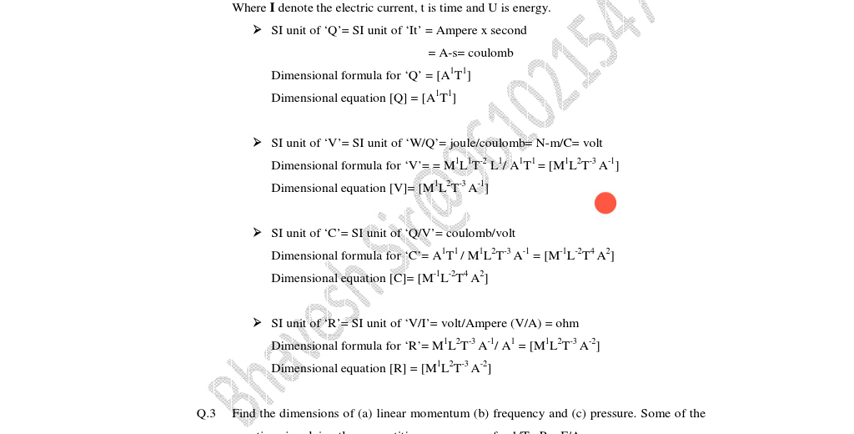 Where I denote the electric current, t is time and U is energy.
➢ SI unit of ‘Q’= SI unit of ‘It’ = Ampere x second
= A-s= coulomb
Dimensional formula for ‘Q’ = [A¹T¹]
Dimensional equation [Q] = [A¹T¹]
➢ SI unit of ‘V’= SI unit of ‘W/Q’= joule/coulomb= N-m/C= volt
Dimensional formula for ‘V’= = M¹L¹T⁻² L¹/ A¹T¹ = [M¹L²T⁻³ A⁻¹]
Dimensional equation [V]= [M¹L²T⁻³ A⁻¹]
➢ SI unit of ‘C’= SI unit of ‘Q/V’= coulomb/volt
Dimensional formula for ‘C’= A¹T¹ / M¹L²T⁻³ A⁻¹ = [M⁻¹L⁻²T⁴ A²]
Dimensional equation [C]= [M⁻¹L⁻²T⁴ A²]
➢ SI unit of ‘R’= SI unit of ‘V/I’= volt/Ampere (V/A) = ohm
Dimensional formula for ‘R’= M¹L²T⁻³ A⁻¹/ A¹ = [M¹L²T⁻³ A⁻²]
Dimensional equation [R] = [M¹L²T⁻³ A⁻²]
Q.3 Find the dimensions of (a) linear momentum (b) frequency and (c) pressure. Some of the
Bhavesh Sir@961021547